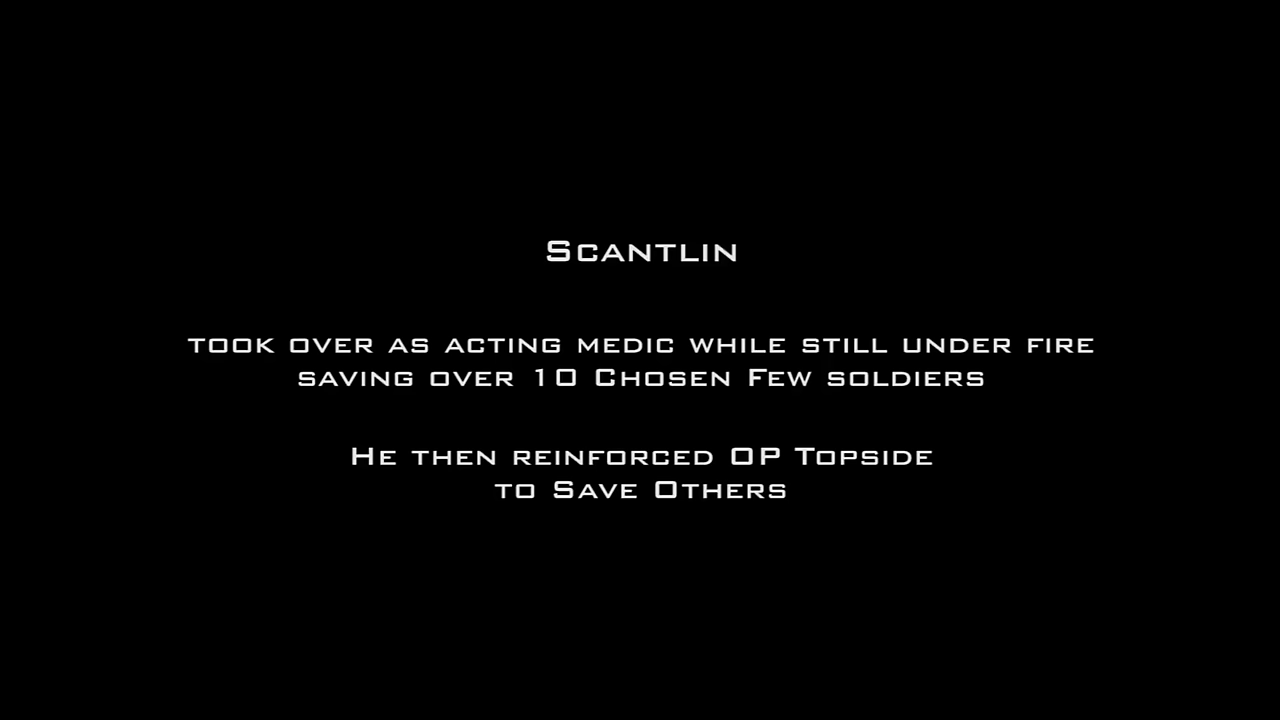 Scantlin
took over as acting medic while still under fire
saving over 10 Chosen Few soldiers
He then reinforced OP Topside
to Save Others